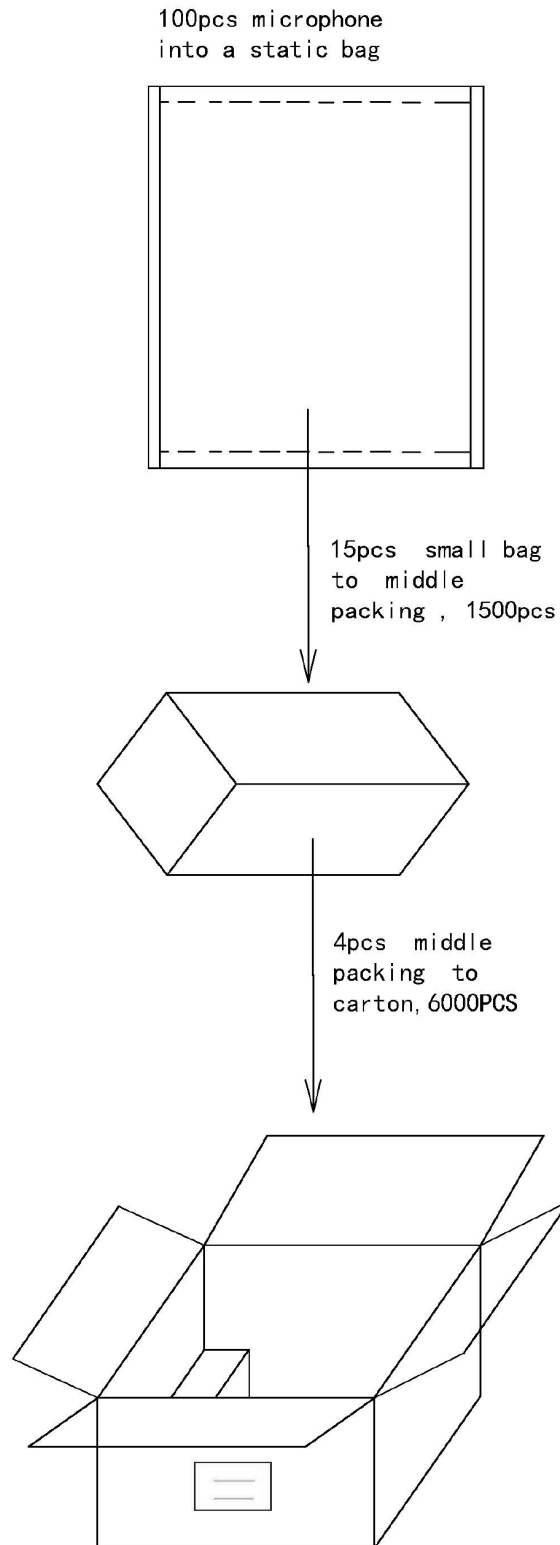 100pcs microphone
into a static bag
15pcs small bag
to middle
packing , 1500pcs
4pcs middle
packing to
carton, 6000PCS